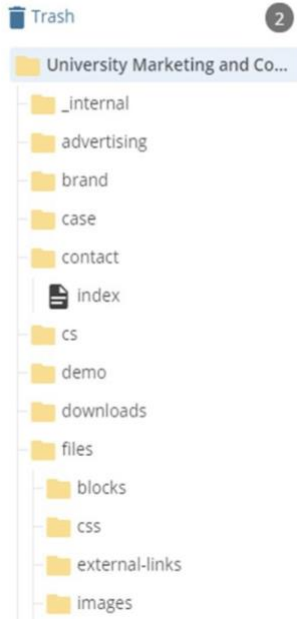 Trash 2
University Marketing and Co...
_internal
advertising
brand
case
contact
index
cs
demo
downloads
files
blocks
css
external-links
images